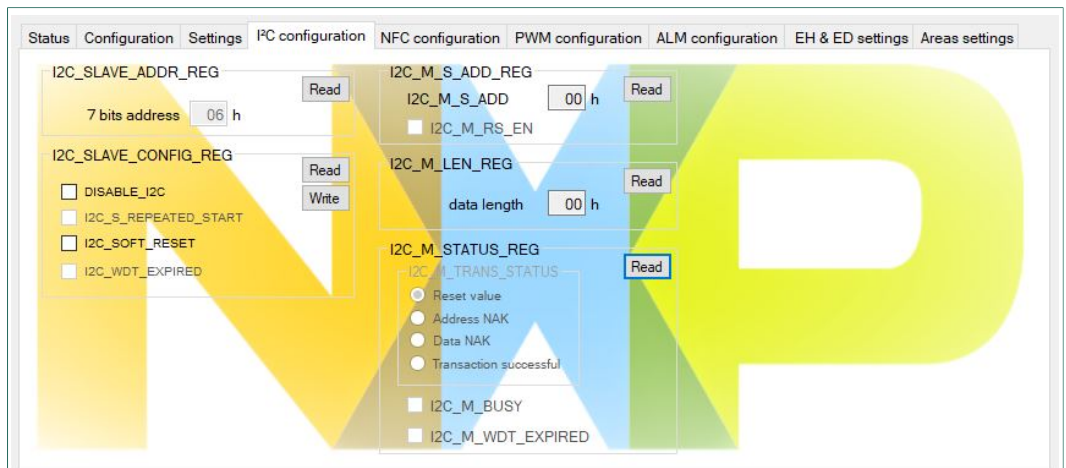 Status Configuration Settings I²C configuration NFC configuration PWM configuration ALM configuration EH & ED settings Areas settings
I2C_SLAVE_ADDR_REG
Read
7 bits address 06 h
I2C_SLAVE_CONFIG_REG
Read
Write
DISABLE_I2C
I2C_S_REPEATED_START
I2C_SOFT_RESET
I2C_WDT_EXPIRED
I2C_M_S_ADD_REG
Read
I2C_M_S_ADD 00 h
I2C_M_RS_EN
I2C_M_LEN_REG
Read
data length 00 h
I2C_M_STATUS_REG
Read
I2C_M_TRANS_STATUS
Reset value
Address NAK
Data NAK
Transaction successful
I2C_M_BUSY
I2C_M_WDT_EXPIRED
NXP